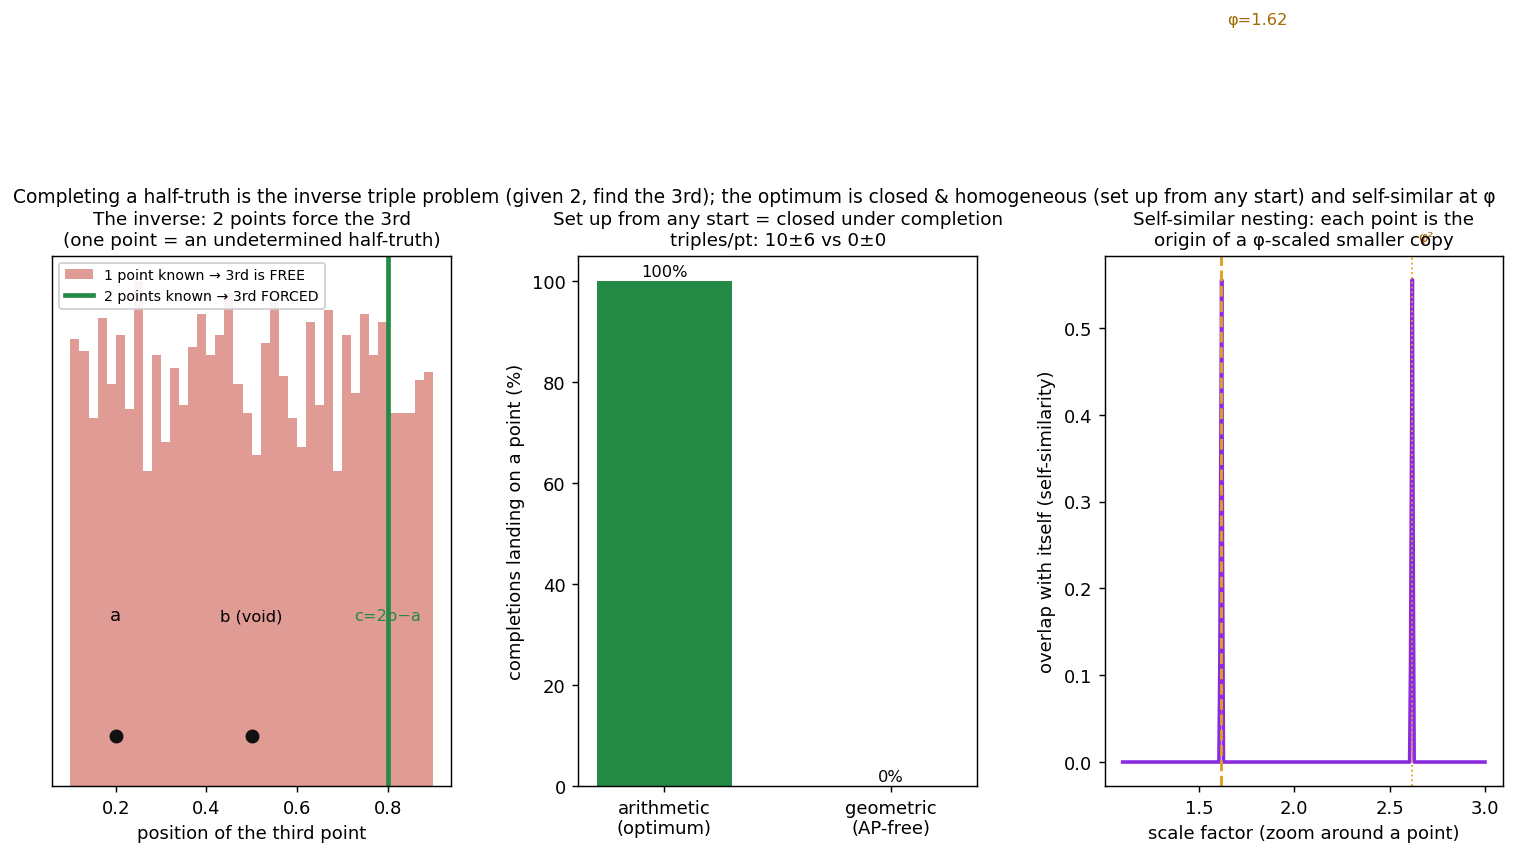 φ=1.62
Completing a half-truth is the inverse triple problem (given 2, find the 3rd); the optimum is closed & homogeneous (set up from any start) and self-similar at φ
The inverse: 2 points force the 3rd
(one point = an undetermined half-truth)
1 point known → 3rd is FREE
2 points known → 3rd FORCED
a
b (void)
c=2b−a
0.2
0.4
0.6
0.8
position of the third point
Set up from any start = closed under completion
triples/pt: 10±6 vs 0±0
completions landing on a point (%)
100
80
60
40
20
0
100%
0%
arithmetic
(optimum)
geometric
(AP-free)
Self-similar nesting: each point is the
origin of a φ-scaled smaller copy
φ²
overlap with itself (self-similarity)
0.5
0.4
0.3
0.2
0.1
0.0
1.5
2.0
2.5
3.0
scale factor (zoom around a point)